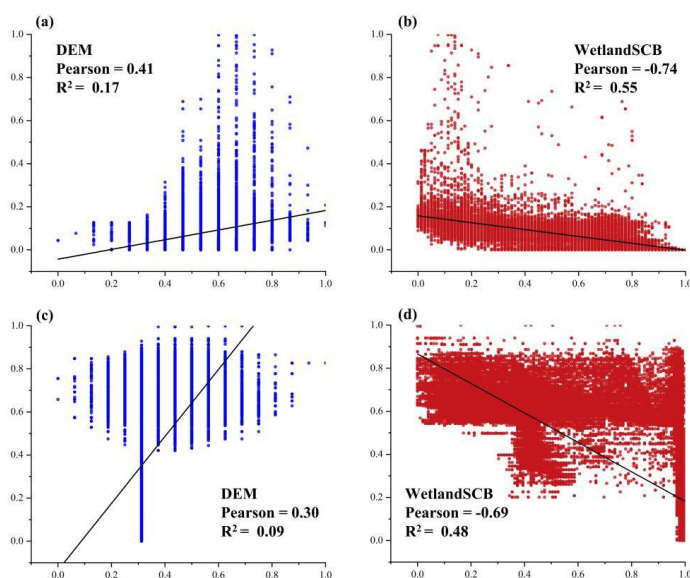 (a)
DEM
Pearson = 0.41
R² = 0.17
1.0
0.8
0.6
0.4
0.2
0.0
0.0 0.2 0.4 0.6 0.8 1.0
(b)
WetlandSCB
Pearson = -0.74
R² = 0.55
1.0
0.8
0.6
0.4
0.2
0.0
0.0 0.2 0.4 0.6 0.8 1.0
(c)
1.0
0.8
0.6
0.4
0.2
0.0
DEM
Pearson = 0.30
R² = 0.09
0.0 0.2 0.4 0.6 0.8 1.0
(d)
1.0
0.8
0.6
0.4
0.2
0.0
WetlandSCB
Pearson = -0.69
R² = 0.48
0.0 0.2 0.4 0.6 0.8 1.0